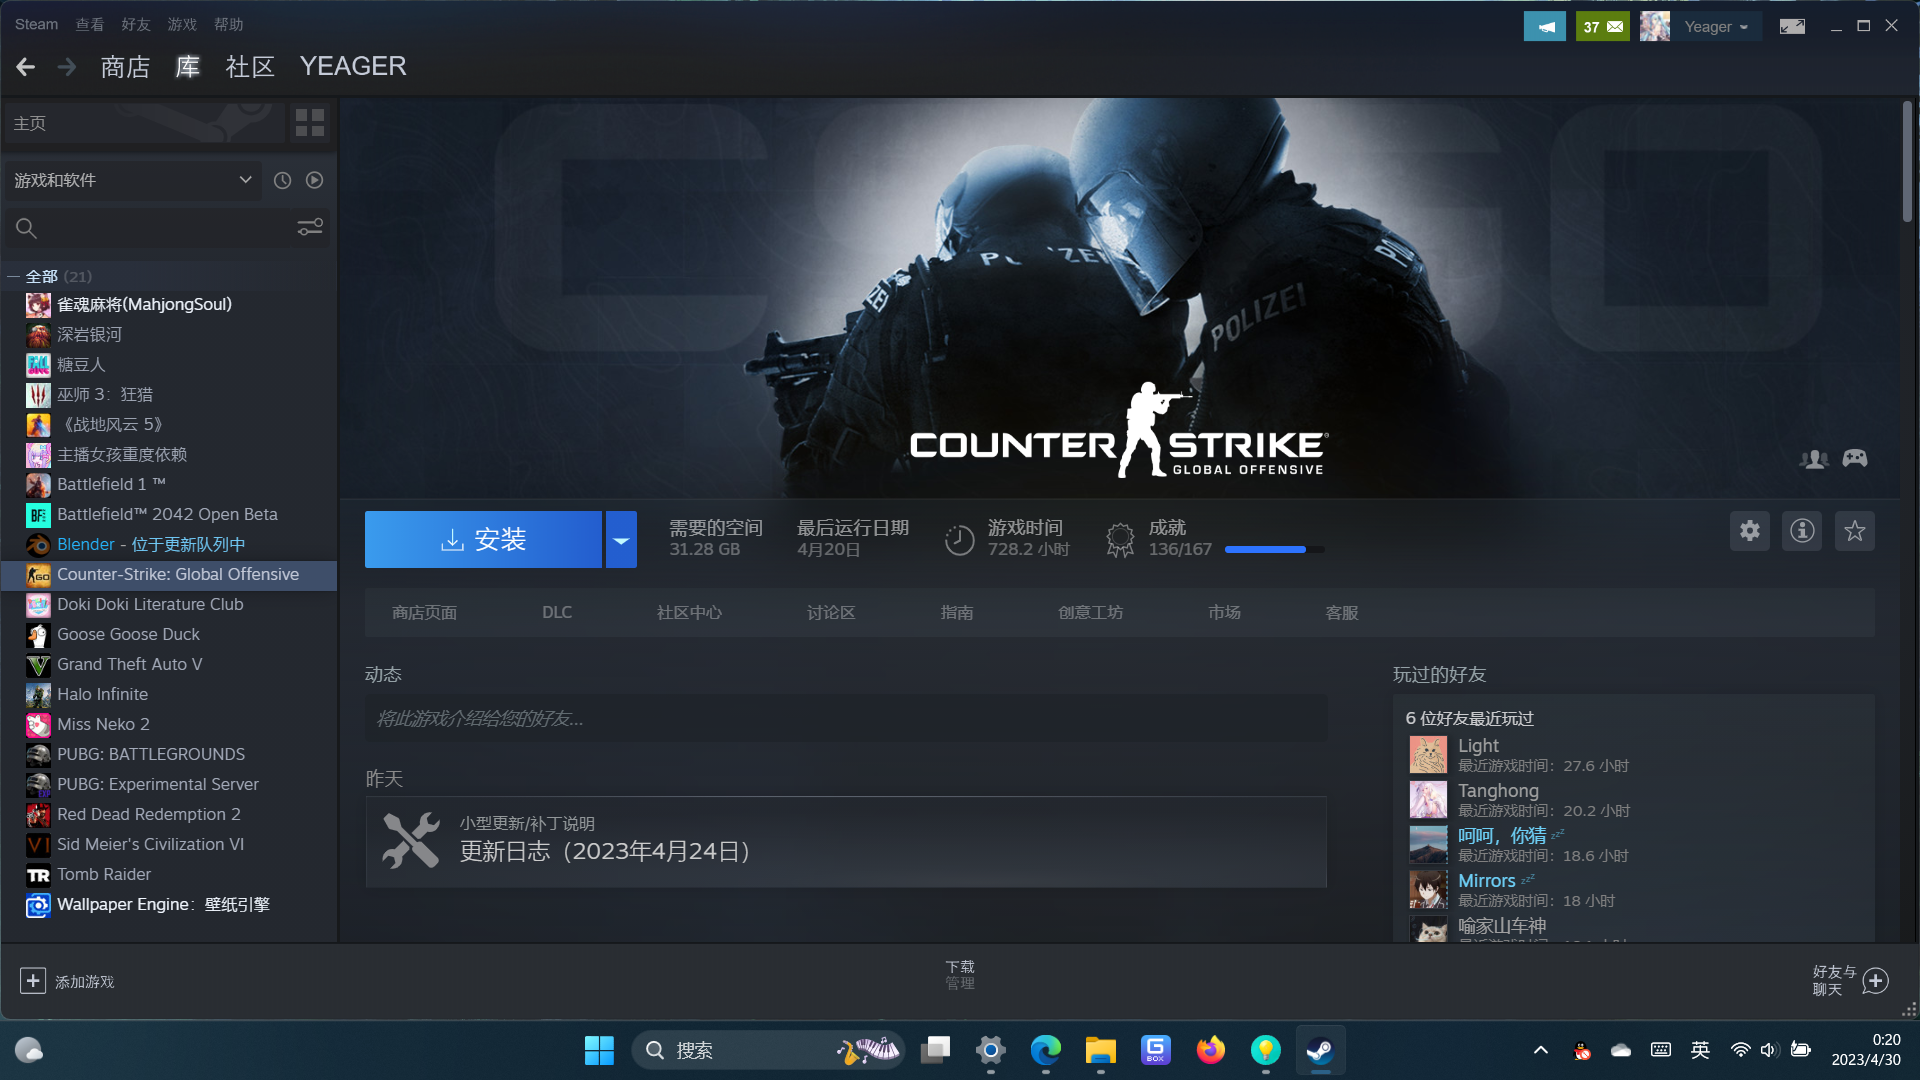 Steam 查看 好友 游戏 帮助
37
Yeager
商店 库 社区 YEAGER
主页
游戏和软件
全部 (21)
雀魂麻将(MahjongSoul)
深岩银河
糖豆人
巫师 3：狂猎
《战地风云 5》
主播女孩重度依赖
Battlefield 1 ™
Battlefield™ 2042 Open Beta
Blender - 位于更新队列中
Counter-Strike: Global Offensive
Doki Doki Literature Club
Goose Goose Duck
Grand Theft Auto V
Halo Infinite
Miss Neko 2
PUBG: BATTLEGROUNDS
PUBG: Experimental Server
Red Dead Redemption 2
Sid Meier's Civilization VI
Tomb Raider
Wallpaper Engine：壁纸引擎
POLIZEI
COUNTER STRIKE
GLOBAL OFFENSIVE
安装
需要的空间
31.28 GB
最后运行日期
4月20日
游戏时间
728.2 小时
成就
136/167
商店页面 DLC 社区中心 讨论区 指南 创意工坊 市场 客服
动态
将此游戏介绍给您的好友...
昨天
小型更新/补丁说明
更新日志（2023年4月24日）
玩过的好友
6 位好友最近玩过
Light
最近游戏时间：27.6 小时
Tanghong
最近游戏时间：20.2 小时
呵呵，你猜 zzZ
最近游戏时间：18.6 小时
Mirrors zzZ
最近游戏时间：18 小时
喻家山车神
添加游戏
下载
管理
好友与
聊天
搜索
英
0:20
2023/4/30